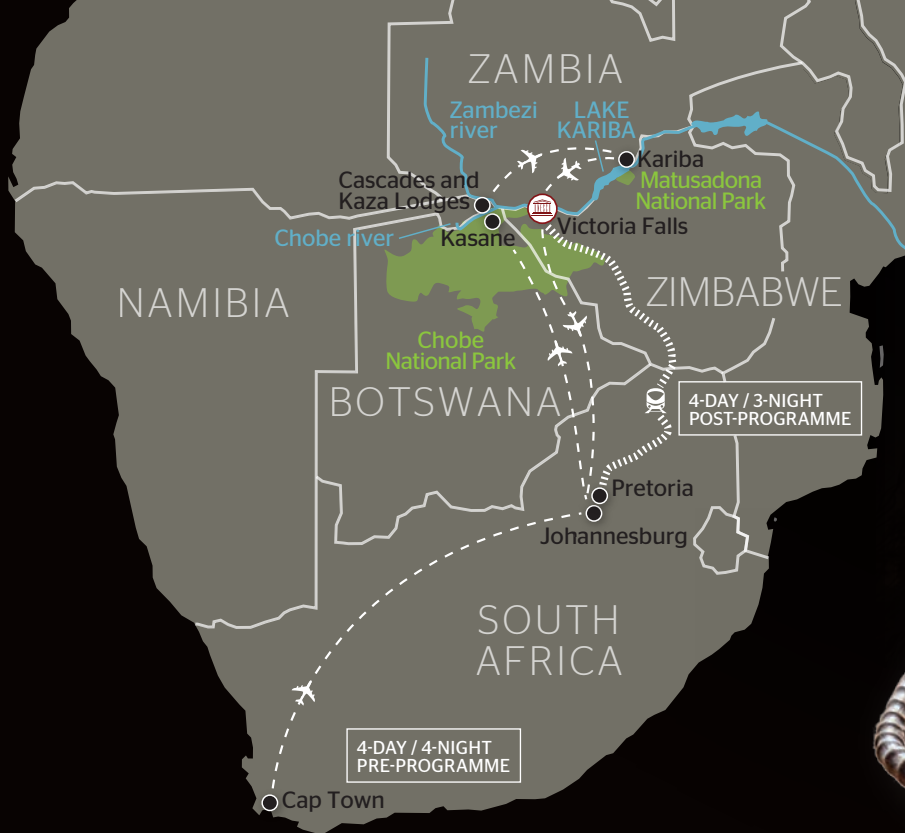 ZAMBIA
Zambezi
river
LAKE
KARIBA
Kariba
Matusadona
National Park
Cascades and
Kaza Lodges
Chobe river
Kasane
Victoria Falls
NAMIBIA
ZIMBABWE
Chobe
National Park
BOTSWANA
4-DAY / 3-NIGHT
POST-PROGRAMME
Pretoria
Johannesburg
SOUTH
AFRICA
4-DAY / 4-NIGHT
PRE-PROGRAMME
Cap Town